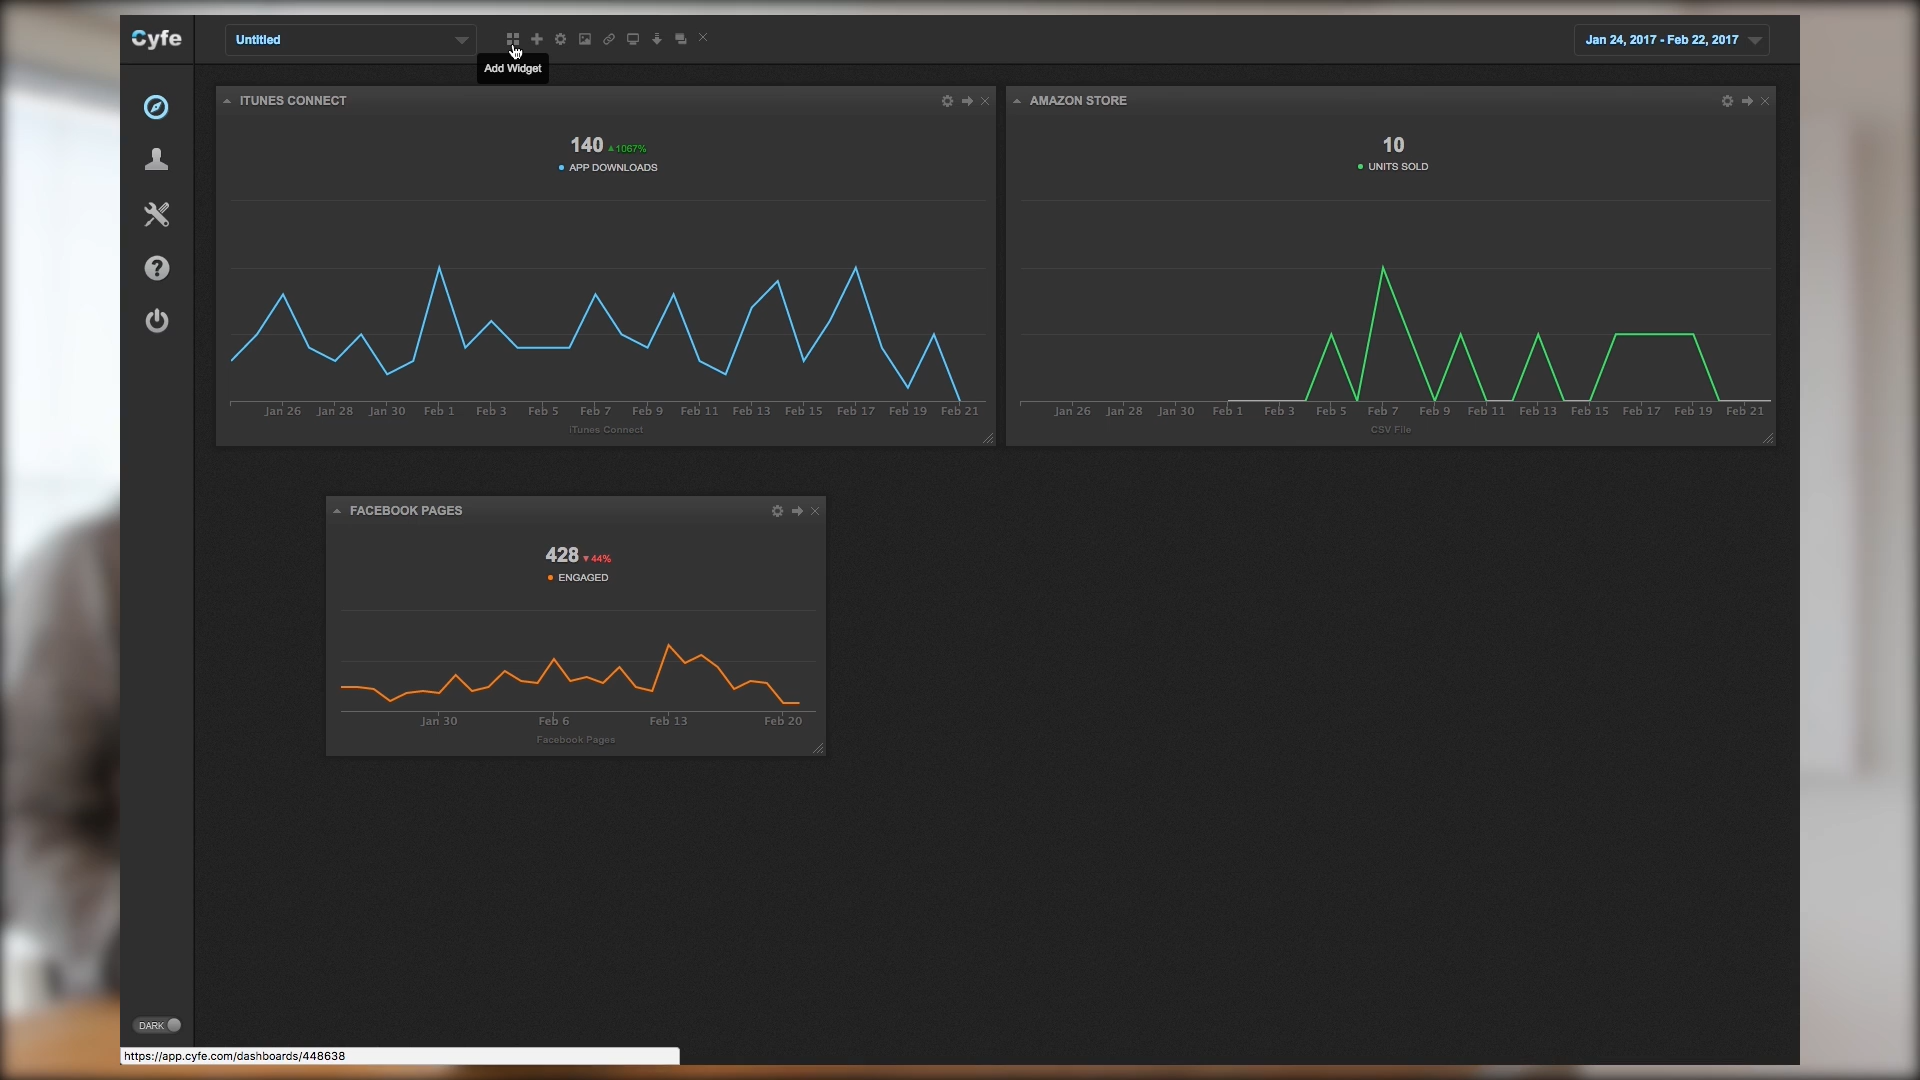 Cyfe
Untitled
Jan 24, 2017 - Feb 22, 2017
Add Widget
ITUNES CONNECT
140 ▲1067%
APP DOWNLOADS
Jan 26 Jan 28 Jan 30 Feb 1 Feb 3 Feb 5 Feb 7 Feb 9 Feb 11 Feb 13 Feb 15 Feb 17 Feb 19 Feb 21
iTunes Connect
AMAZON STORE
10
UNITS SOLD
Jan 26 Jan 28 Jan 30 Feb 1 Feb 3 Feb 5 Feb 7 Feb 9 Feb 11 Feb 13 Feb 15 Feb 17 Feb 19 Feb 21
CSV File
FACEBOOK PAGES
428 ▼44%
ENGAGED
Jan 30 Feb 6 Feb 13 Feb 20
Facebook Pages
DARK
https://app.cyfe.com/dashboards/448638